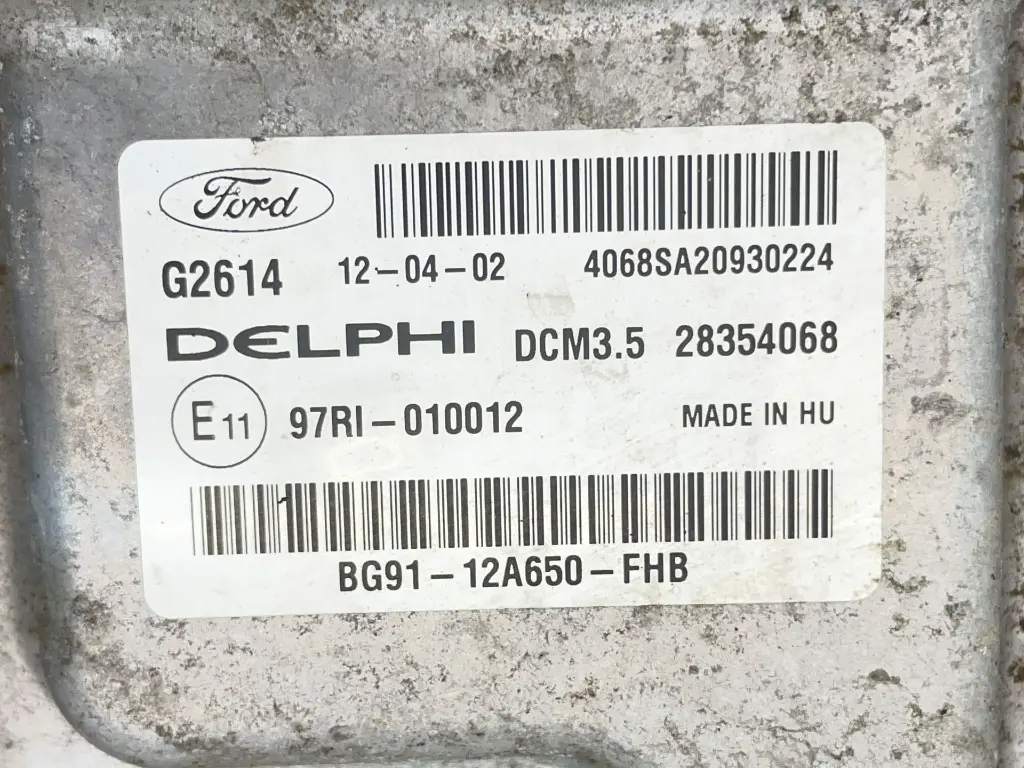 Ford
G2614 12-04-02 4068SA20930224
DELPHI DCM3.5 28354068
E11 97RI-010012 MADE IN HU
BG91-12A650-FHB